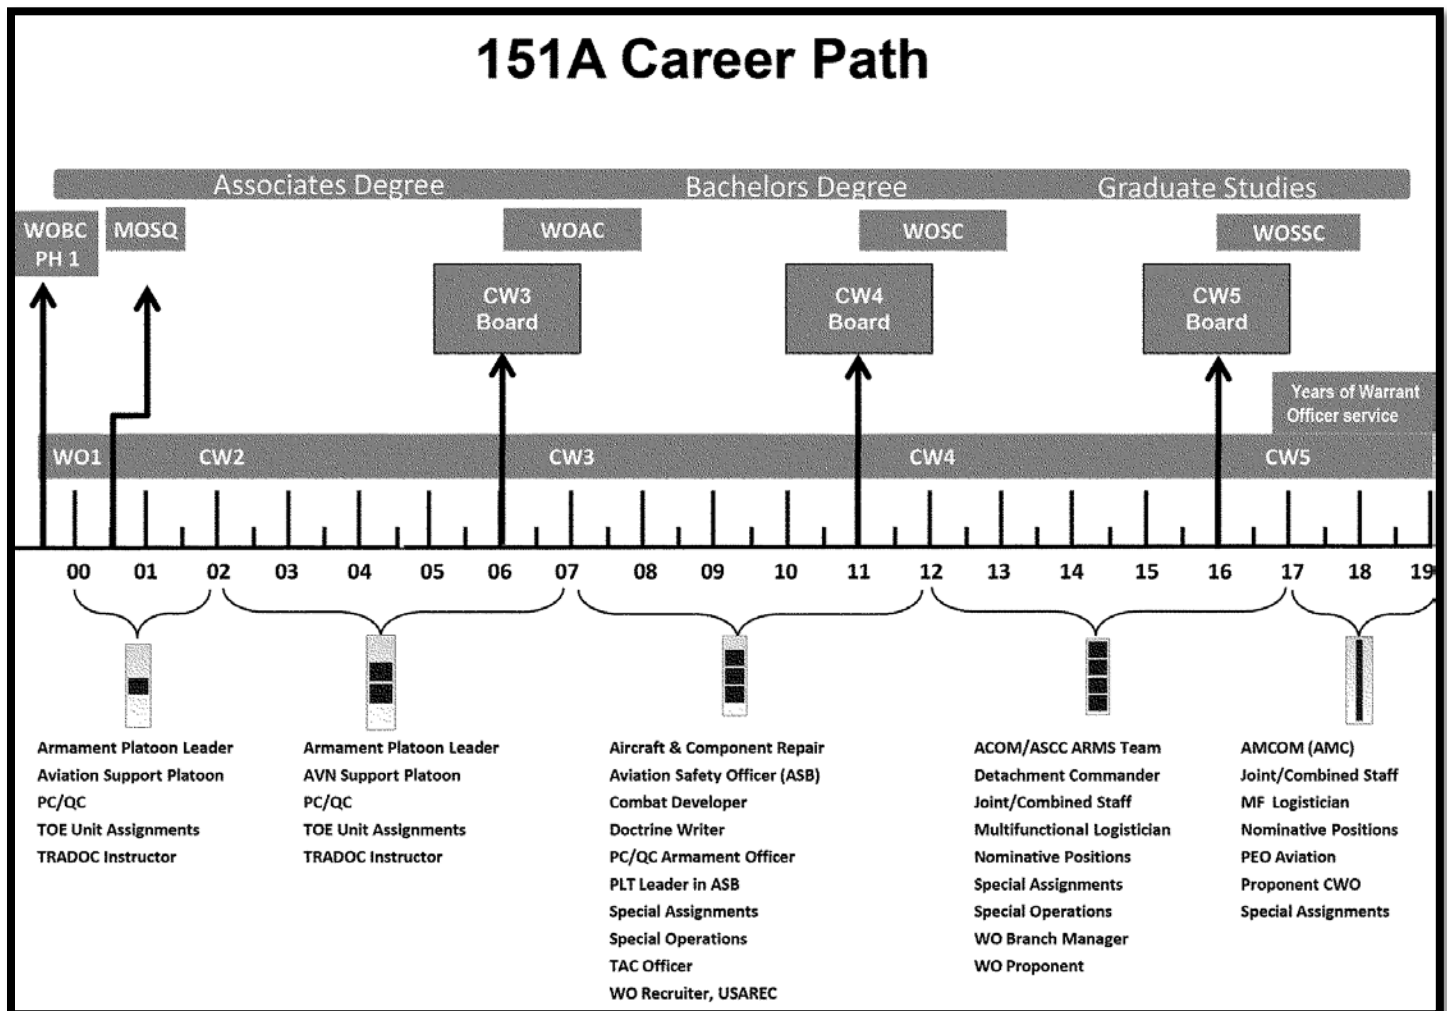 151A Career Path
Associates Degree
Bachelors Degree
Graduate Studies
WOBC
PH 1
MOSQ
WOAC
WOSC
WOSSC
CW3
Board
CW4
Board
CW5
Board
Years of Warrant
Officer service
WO1
CW2
CW3
CW4
CW5
00 01 02 03 04 05 06 07 08 09 10 11 12 13 14 15 16 17 18 19
Armament Platoon Leader
Aviation Support Platoon
PC/QC
TOE Unit Assignments
TRADOC Instructor
Armament Platoon Leader
AVN Support Platoon
PC/QC
TOE Unit Assignments
TRADOC Instructor
Aircraft & Component Repair
Aviation Safety Officer (ASB)
Combat Developer
Doctrine Writer
PC/QC Armament Officer
PLT Leader in ASB
Special Assignments
Special Operations
TAC Officer
WO Recruiter, USAREC
ACOM/ASCC ARMS Team
Detachment Commander
Joint/Combined Staff
Multifunctional Logistician
Nominative Positions
Special Assignments
Special Operations
WO Branch Manager
WO Proponent
AMCOM (AMC)
Joint/Combined Staff
MF Logistician
Nominative Positions
PEO Aviation
Proponent CWO
Special Assignments